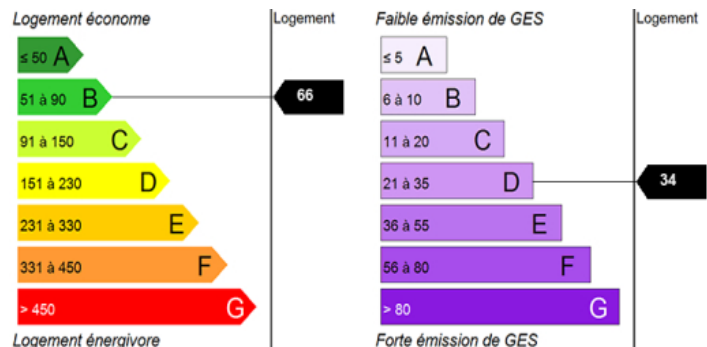 Logement économe
Logement
≤ 50 A
51 à 90 B
66
91 à 150 C
151 à 230 D
231 à 330 E
331 à 450 F
> 450 G
Logement énergivore
Faible émission de GES
Logement
≤ 5 A
6 à 10 B
11 à 20 C
21 à 35 D
34
36 à 55 E
56 à 80 F
> 80 G
Forte émission de GES